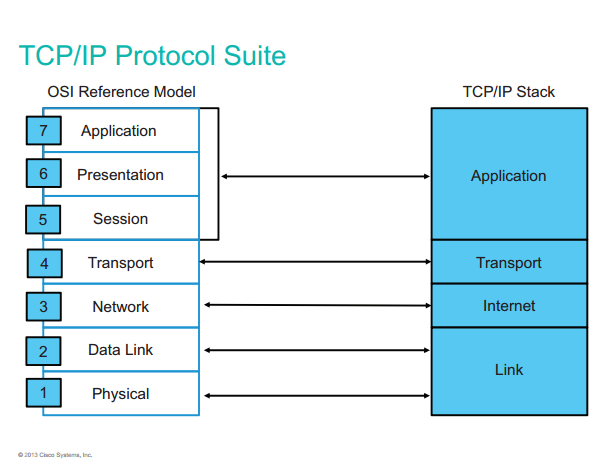 TCP/IP Protocol Suite
OSI Reference Model
TCP/IP Stack
7 Application
6 Presentation
5 Session
4 Transport
3 Network
2 Data Link
1 Physical
Application
Transport
Internet
Link
© 2013 Cisco Systems, Inc.